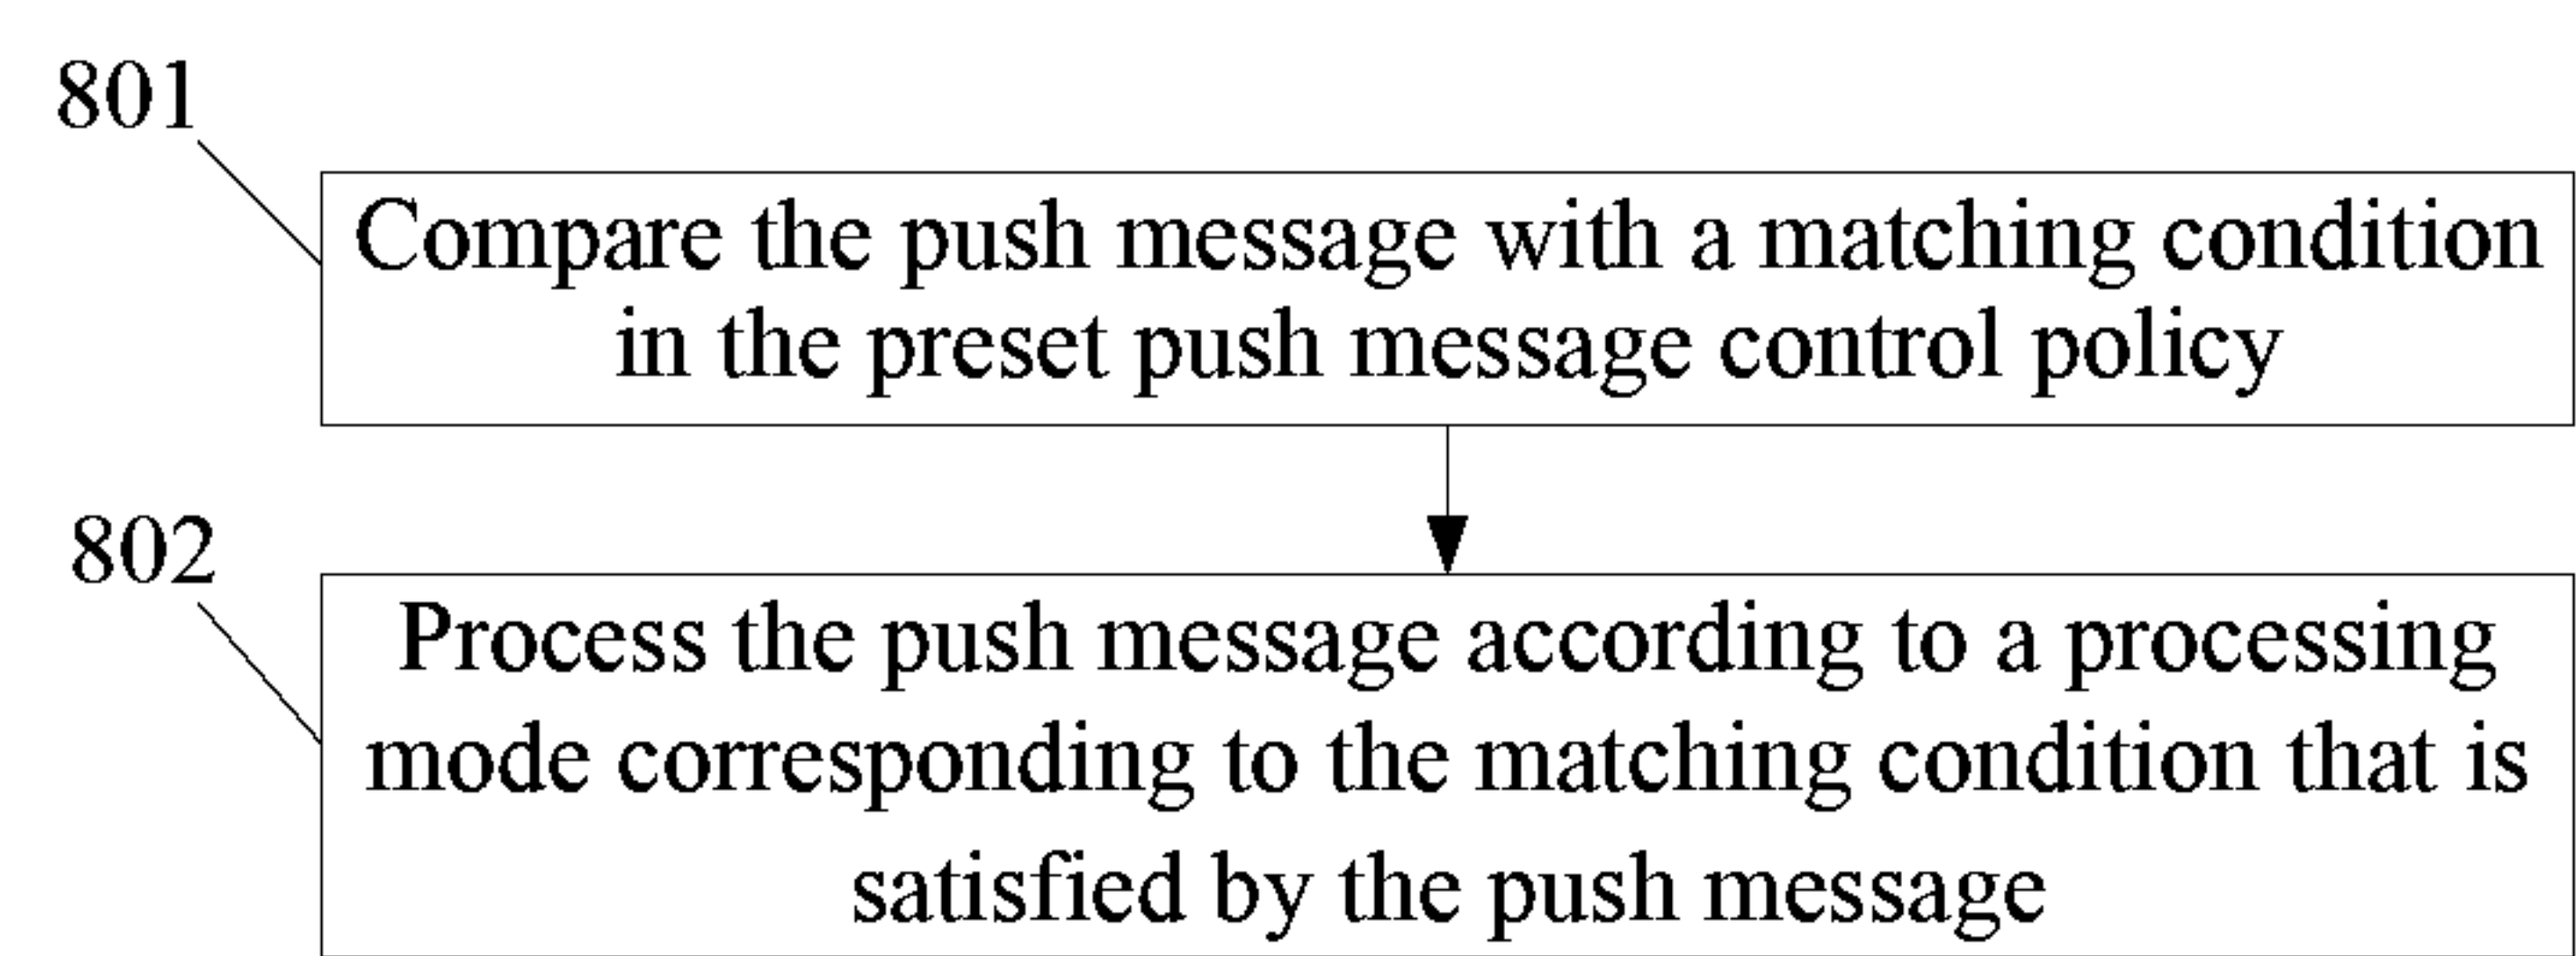 801
Compare the push message with a matching condition
in the preset push message control policy
802
Process the push message according to a processing
mode corresponding to the matching condition that is
satisfied by the push message